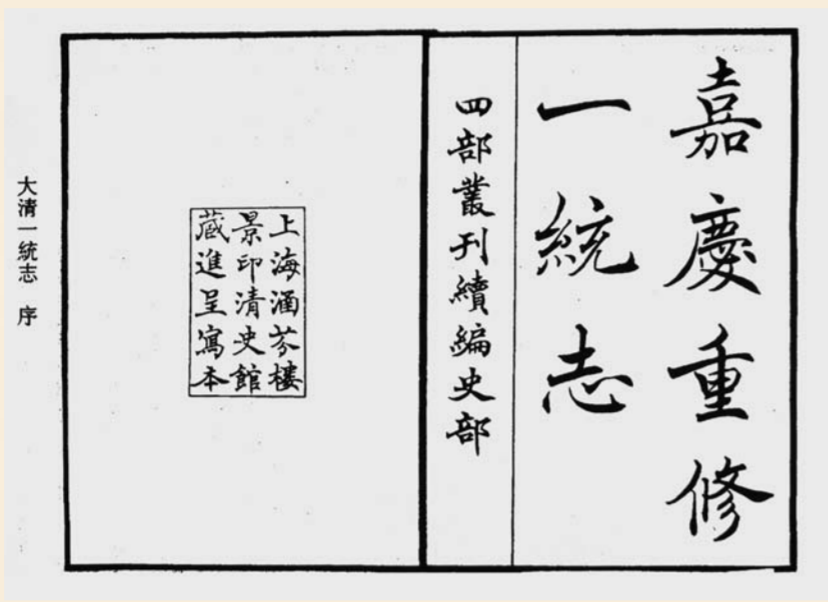 嘉慶重修
一統志
四部叢刊續編史部
上海涵芬樓
景印清史館
藏進呈寫本
大清一統志 序